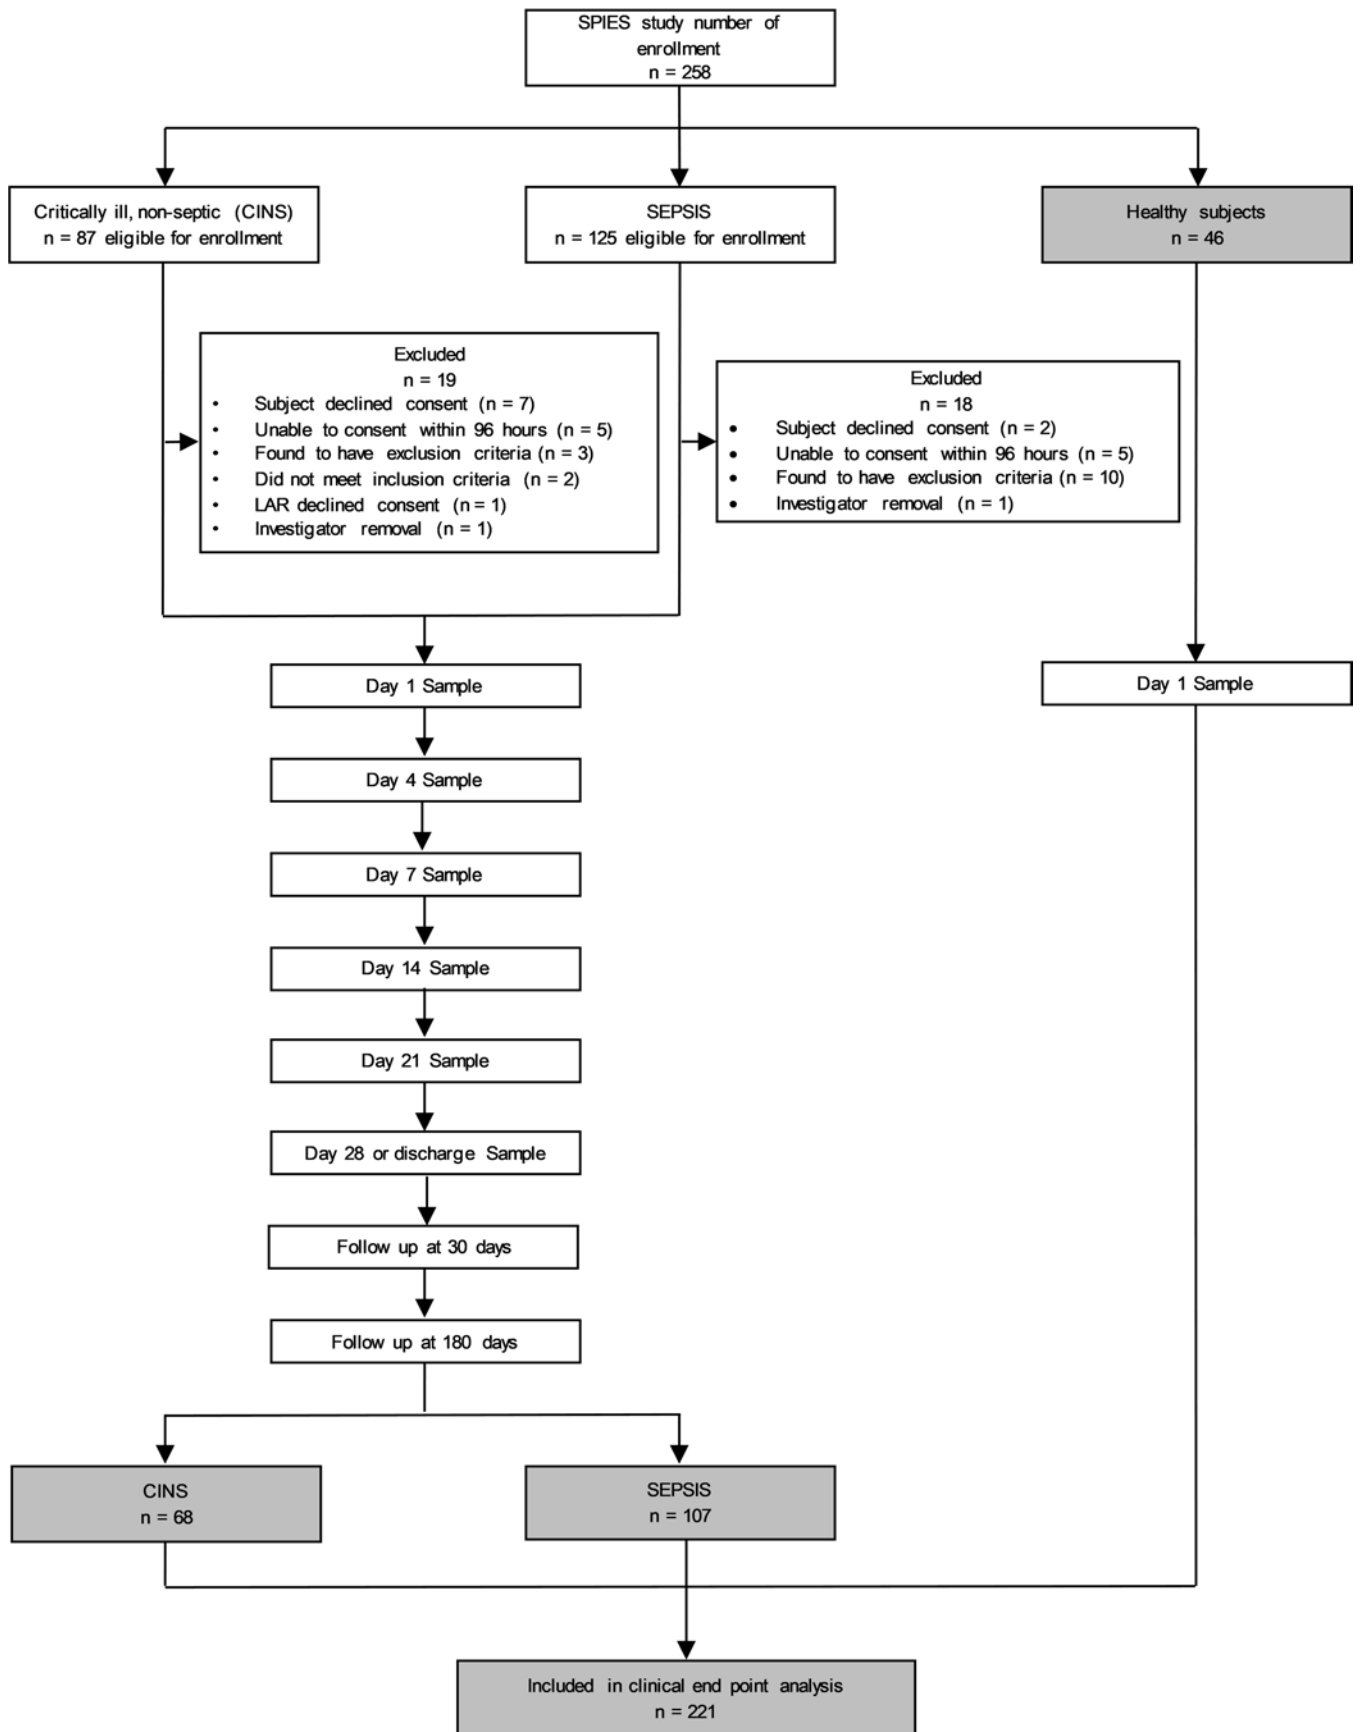 SPIES study number of
enrollment
n = 258
Critically ill, non-septic (CINS)
n = 87 eligible for enrollment
SEPSIS
n = 125 eligible for enrollment
Healthy subjects
n = 46
Excluded
n = 19
• Subject declined consent (n = 7)
• Unable to consent within 96 hours (n = 5)
• Found to have exclusion criteria (n = 3)
• Did not meet inclusion criteria (n = 2)
• LAR declined consent (n = 1)
• Investigator removal (n = 1)
Excluded
n = 18
• Subject declined consent (n = 2)
• Unable to consent within 96 hours (n = 5)
• Found to have exclusion criteria (n = 10)
• Investigator removal (n = 1)
Day 1 Sample
Day 1 Sample
Day 4 Sample
Day 7 Sample
Day 14 Sample
Day 21 Sample
Day 28 or discharge Sample
Follow up at 30 days
Follow up at 180 days
CINS
n = 68
SEPSIS
n = 107
Included in clinical end point analysis
n = 221